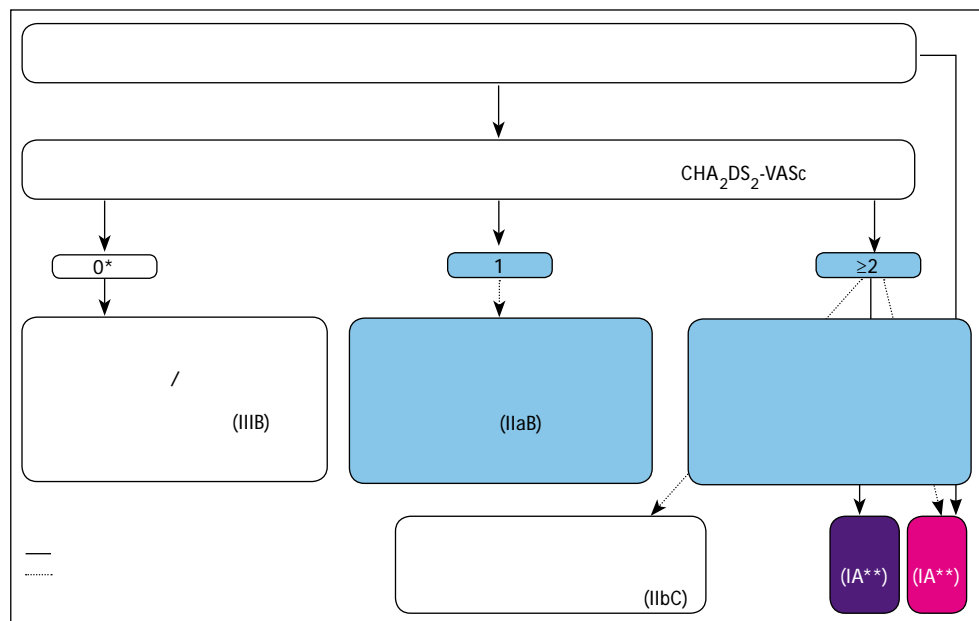 CHA₂DS₂-VASc
0*
1
≥2
/
(IIIB)
(IIaB)
(IIbC)
(IA**)
(IA**)